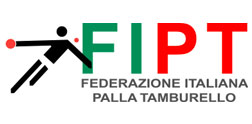 FIPT
FEDERAZIONE ITALIANA
PALLA TAMBURELLO